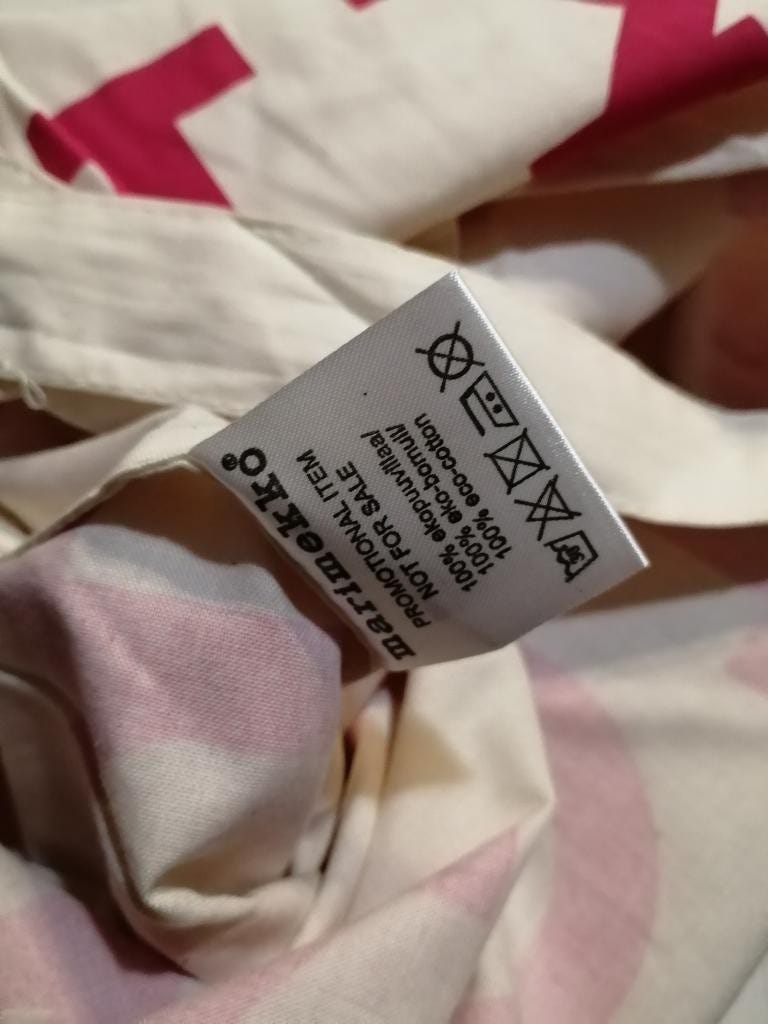 marimekko®
PROMOTIONAL ITEM
NOT FOR SALE
100% ekopuuvillaa/
100% eko-bomull/
100% eco-cotton